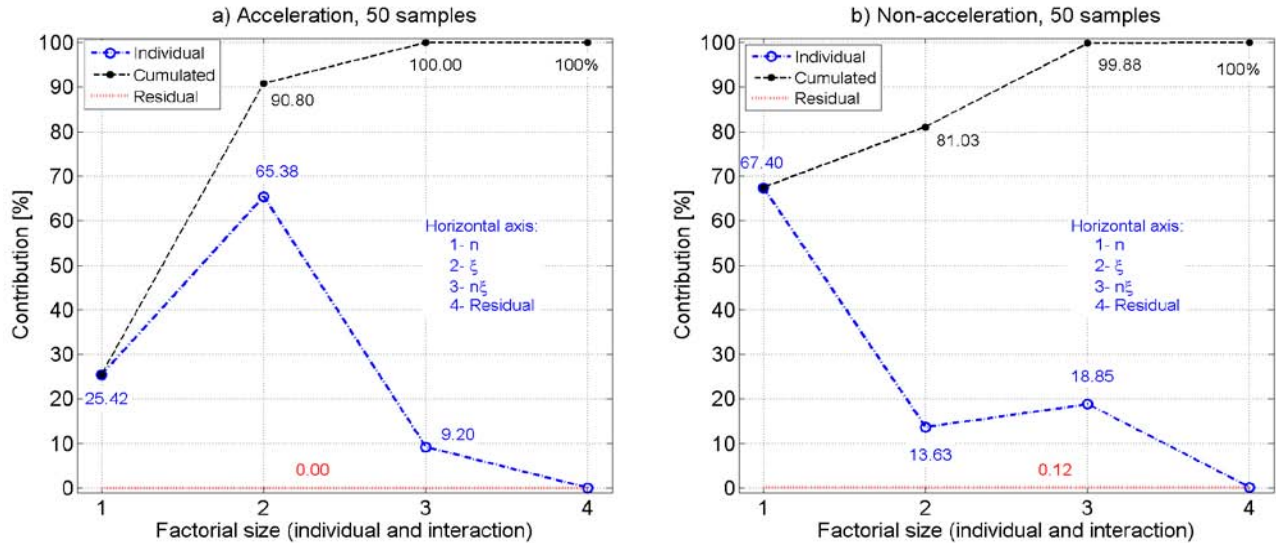 a) Acceleration, 50 samples
100
90
80
70
60
50
40
30
20
10
0
Contribution [%]
Individual
Cumulated
Residual
100.00
100%
90.80
65.38
Horizontal axis:
1- n
2- ξ
3- nξ
4- Residual
25.42
9.20
0.00
1 2 3 4
Factorial size (individual and interaction)
b) Non-acceleration, 50 samples
100
90
80
70
60
50
40
30
20
10
0
Contribution [%]
Individual
Cumulated
Residual
99.88
100%
81.03
67.40
Horizontal axis:
1- n
2- ξ
3- nξ
4- Residual
18.85
13.63
0.12
1 2 3 4
Factorial size (individual and interaction)